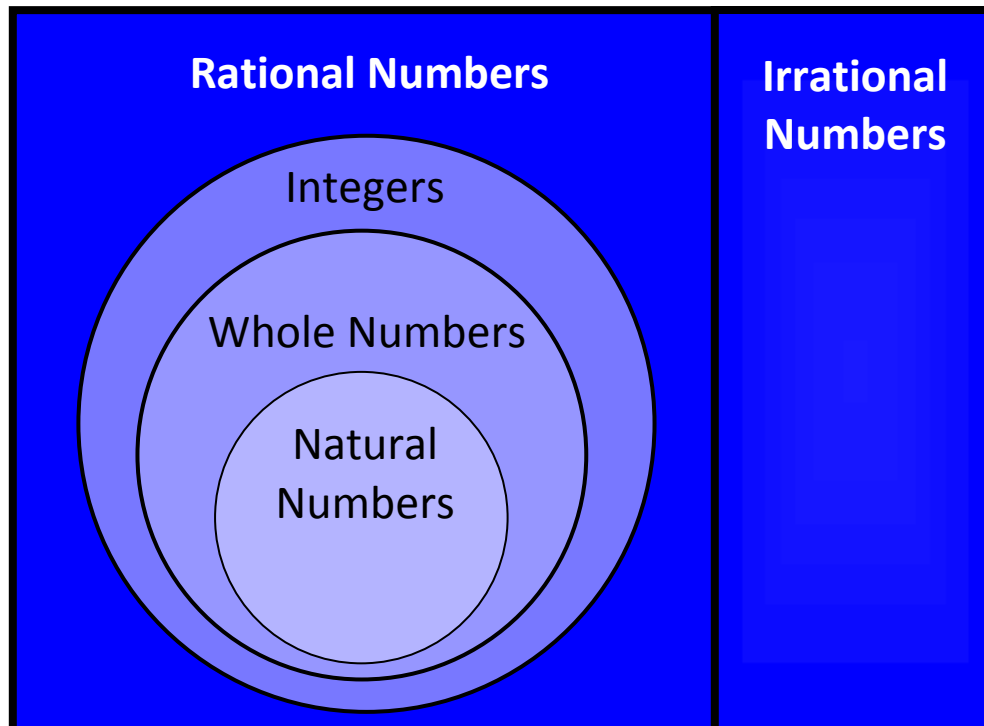 Rational Numbers
Irrational
Numbers
Integers
Whole Numbers
Natural
Numbers